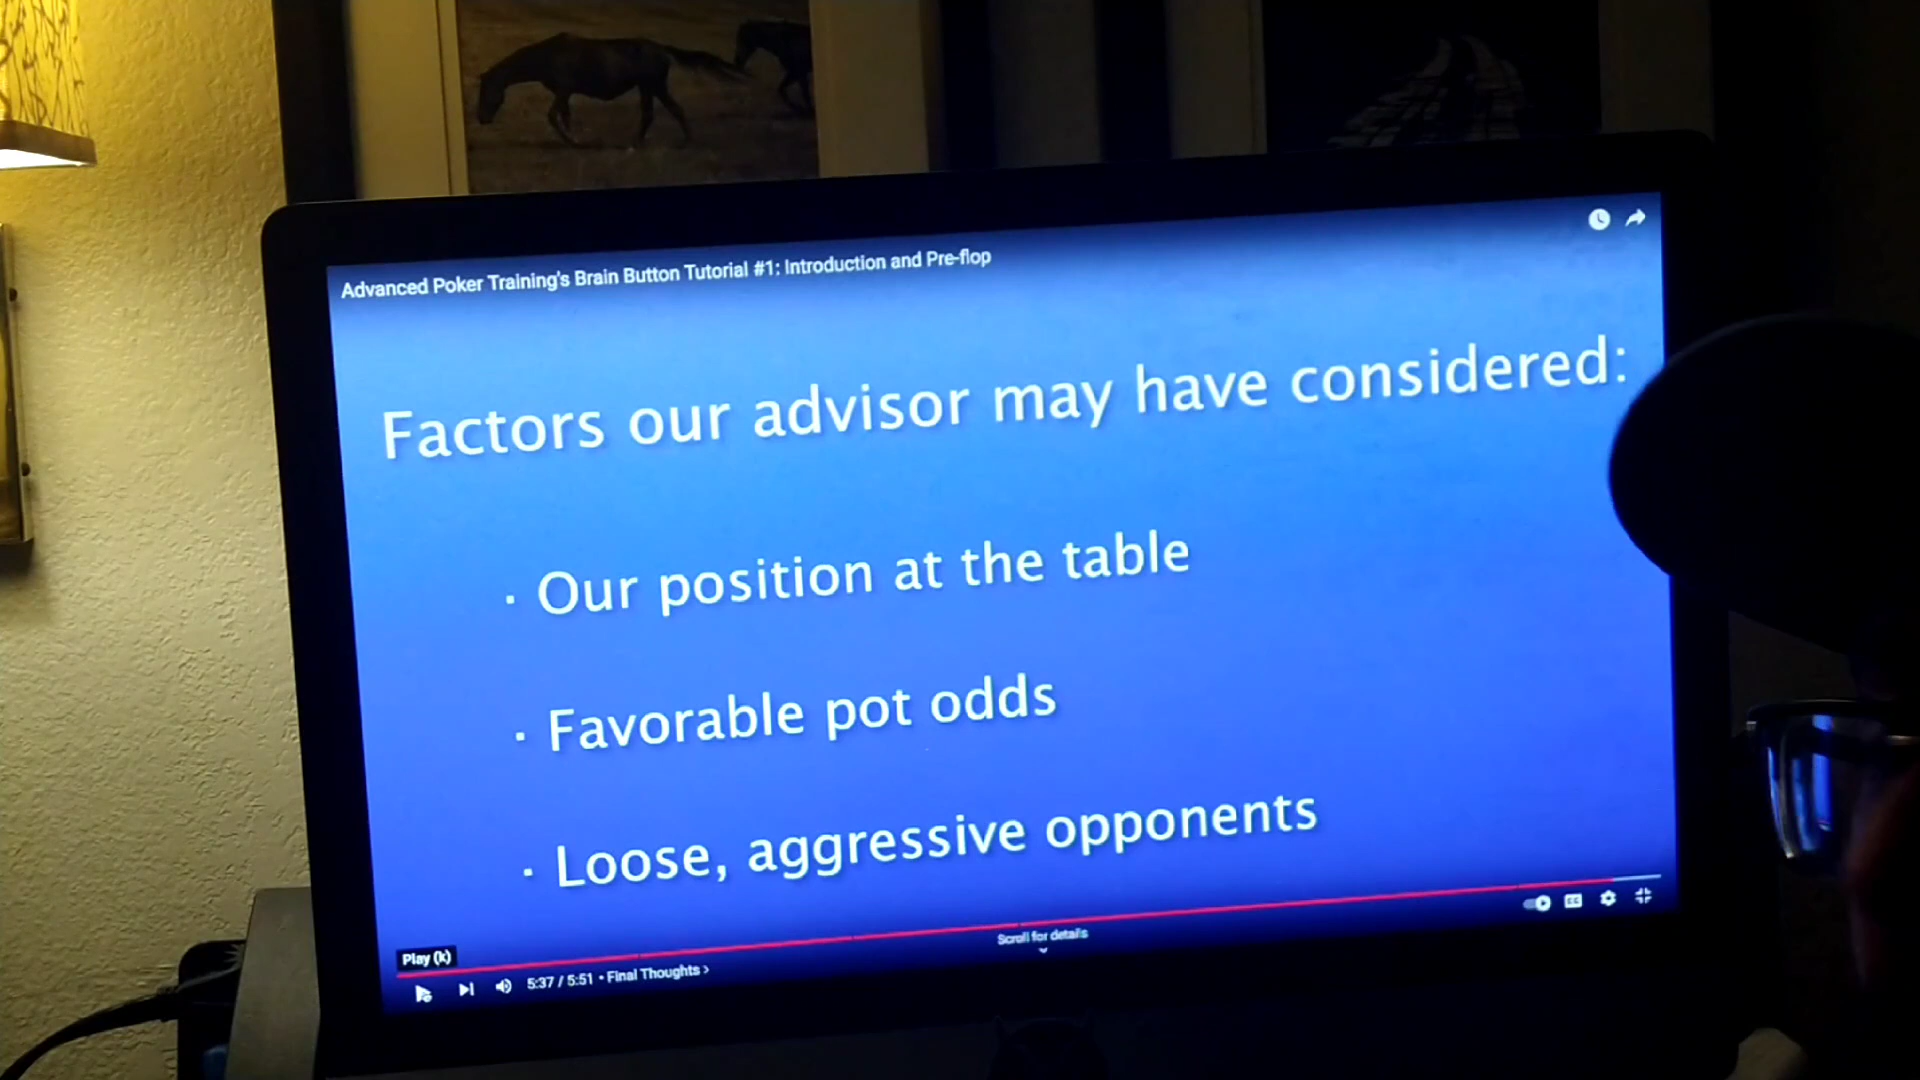 Advanced Poker Training's Brain Button Tutorial #1: Introduction and Pre-flop
Factors our advisor may have considered:
· Our position at the table
· Favorable pot odds
· Loose, aggressive opponents
Play (k)
Scroll for details
5:37 / 5:51 • Final Thoughts ›
CC